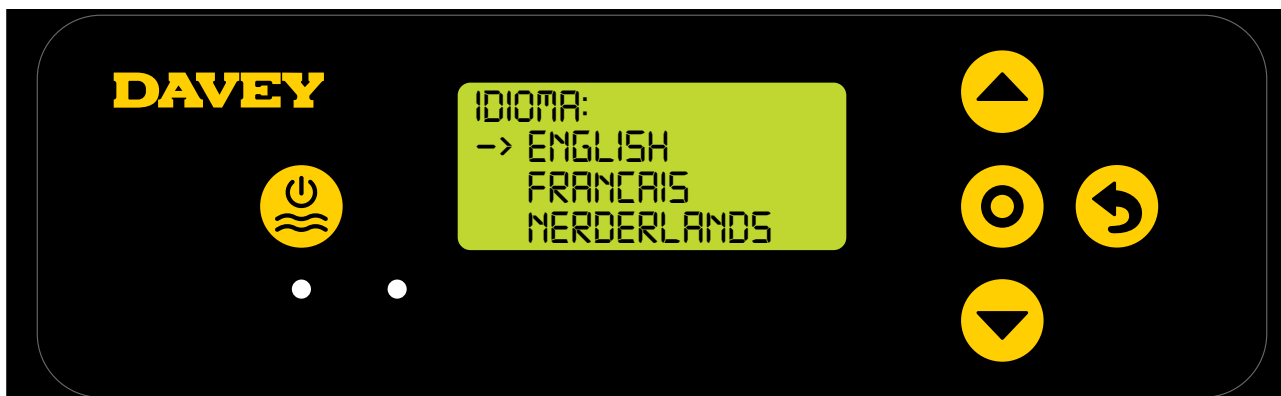 DAVEY
IDIOMA:
-> ENGLISH
FRANCAIS
NERDERLANDS